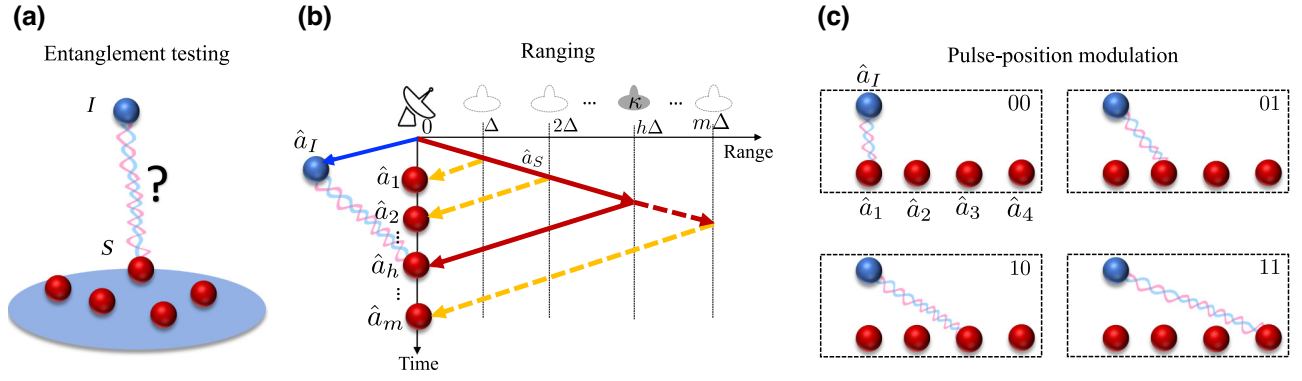 (a)
Entanglement testing
I
?
S
(b)
Ranging
κ
0
Δ
2Δ
...
hΔ
...
mΔ
Range
â_I
â_S
â_1
â_2
...
â_h
...
â_m
Time
(c)
Pulse-position modulation
â_I
00
01
â_1 â_2 â_3 â_4
10
11